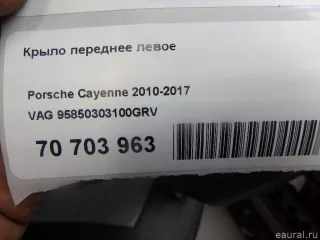 Крыло переднее левое
Porsche Cayenne 2010-2017
VAG 95850303100GRV
70 703 963
eaural.ru